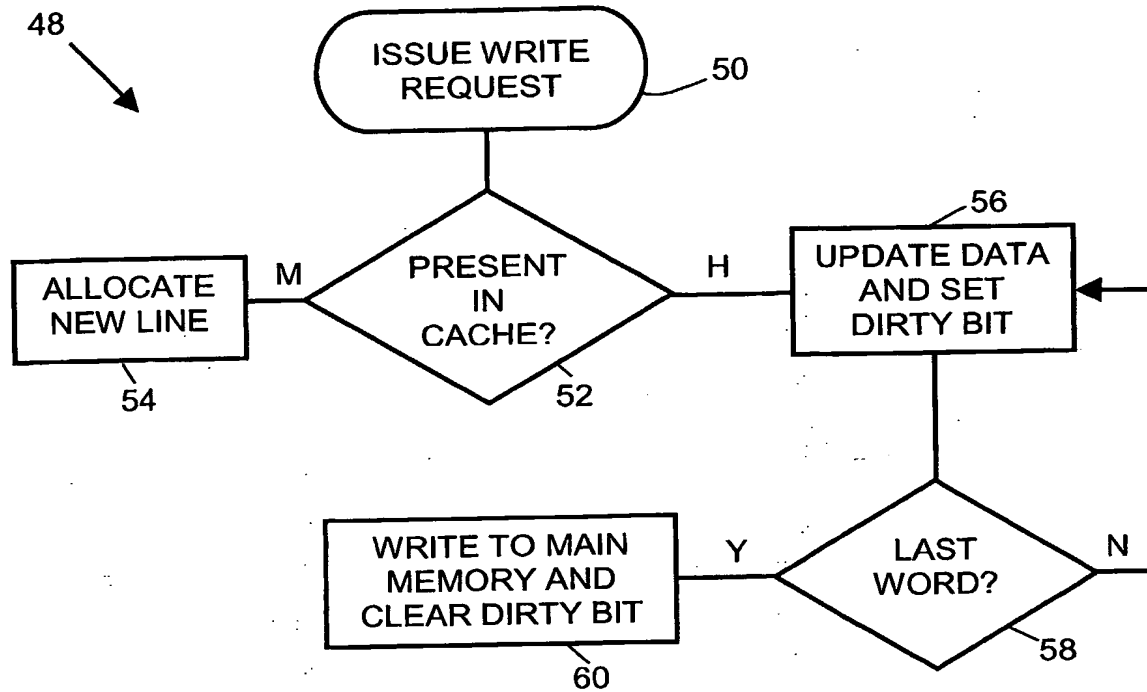 48
ISSUE WRITE
REQUEST
50
PRESENT
IN
CACHE?
52
M
ALLOCATE
NEW LINE
54
H
56
UPDATE DATA
AND SET
DIRTY BIT
LAST
WORD?
58
N
Y
WRITE TO MAIN
MEMORY AND
CLEAR DIRTY BIT
60